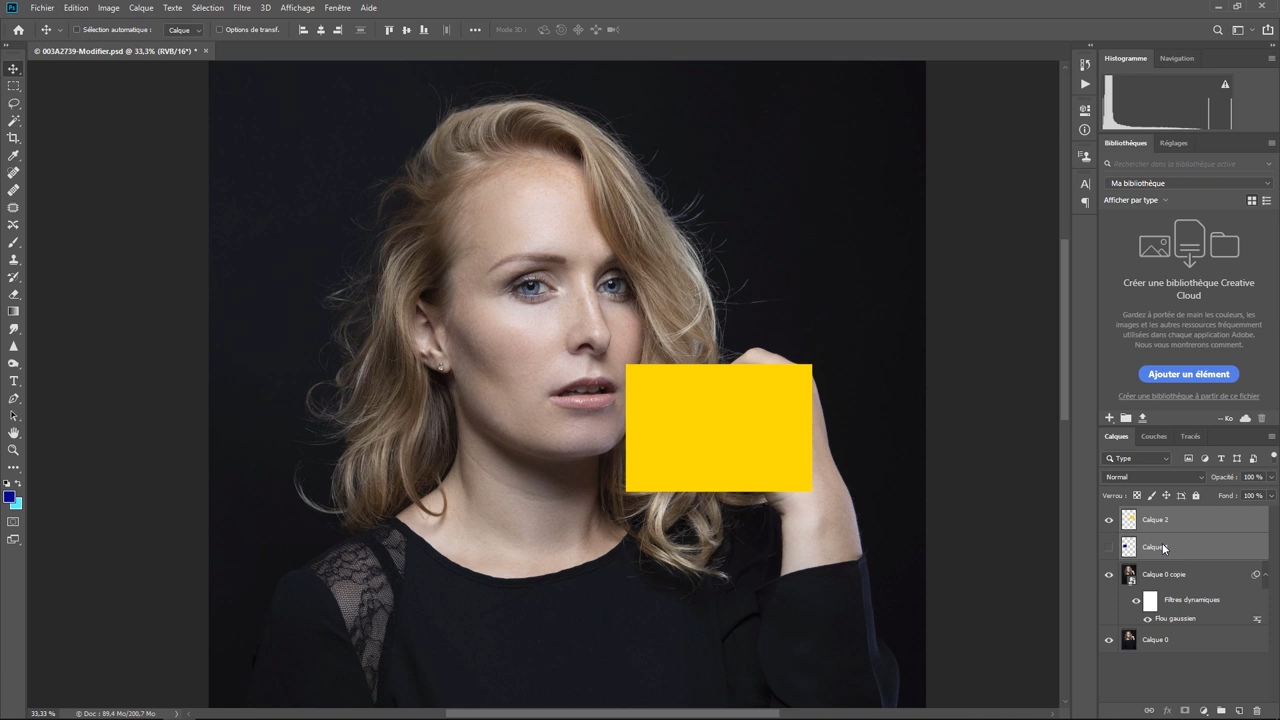 Ps Fichier Edition Image Calque Texte Sélection Filtre 3D Affichage Fenêtre Aide
Sélection automatique : Calque Options de transf. Mode 3D :
© 003A2739-Modifier.psd @ 33,3% (RVB/16*) * ×
Histogramme Navigation
Bibliothèques Réglages
Rechercher dans la bibliothèque active
Ma bibliothèque
Afficher par type
Créer une bibliothèque Creative
Cloud
Gardez à portée de main les couleurs, les
images et les autres ressources fréquemment
utilisées dans chaque application Adobe.
Nous vous montrerons comment.
Ajouter un élément
Créer une bibliothèque à partir de ce fichier
-- Ko
Calques Couches Tracés
Type
Normal Opacité : 100 %
Verrou : Fond : 100 %
Calque 2
Calque
Calque 0 copie
Filtres dynamiques
Flou gaussien
Calque 0
33,33 % © Doc : 89,4 Mo/200,7 Mo